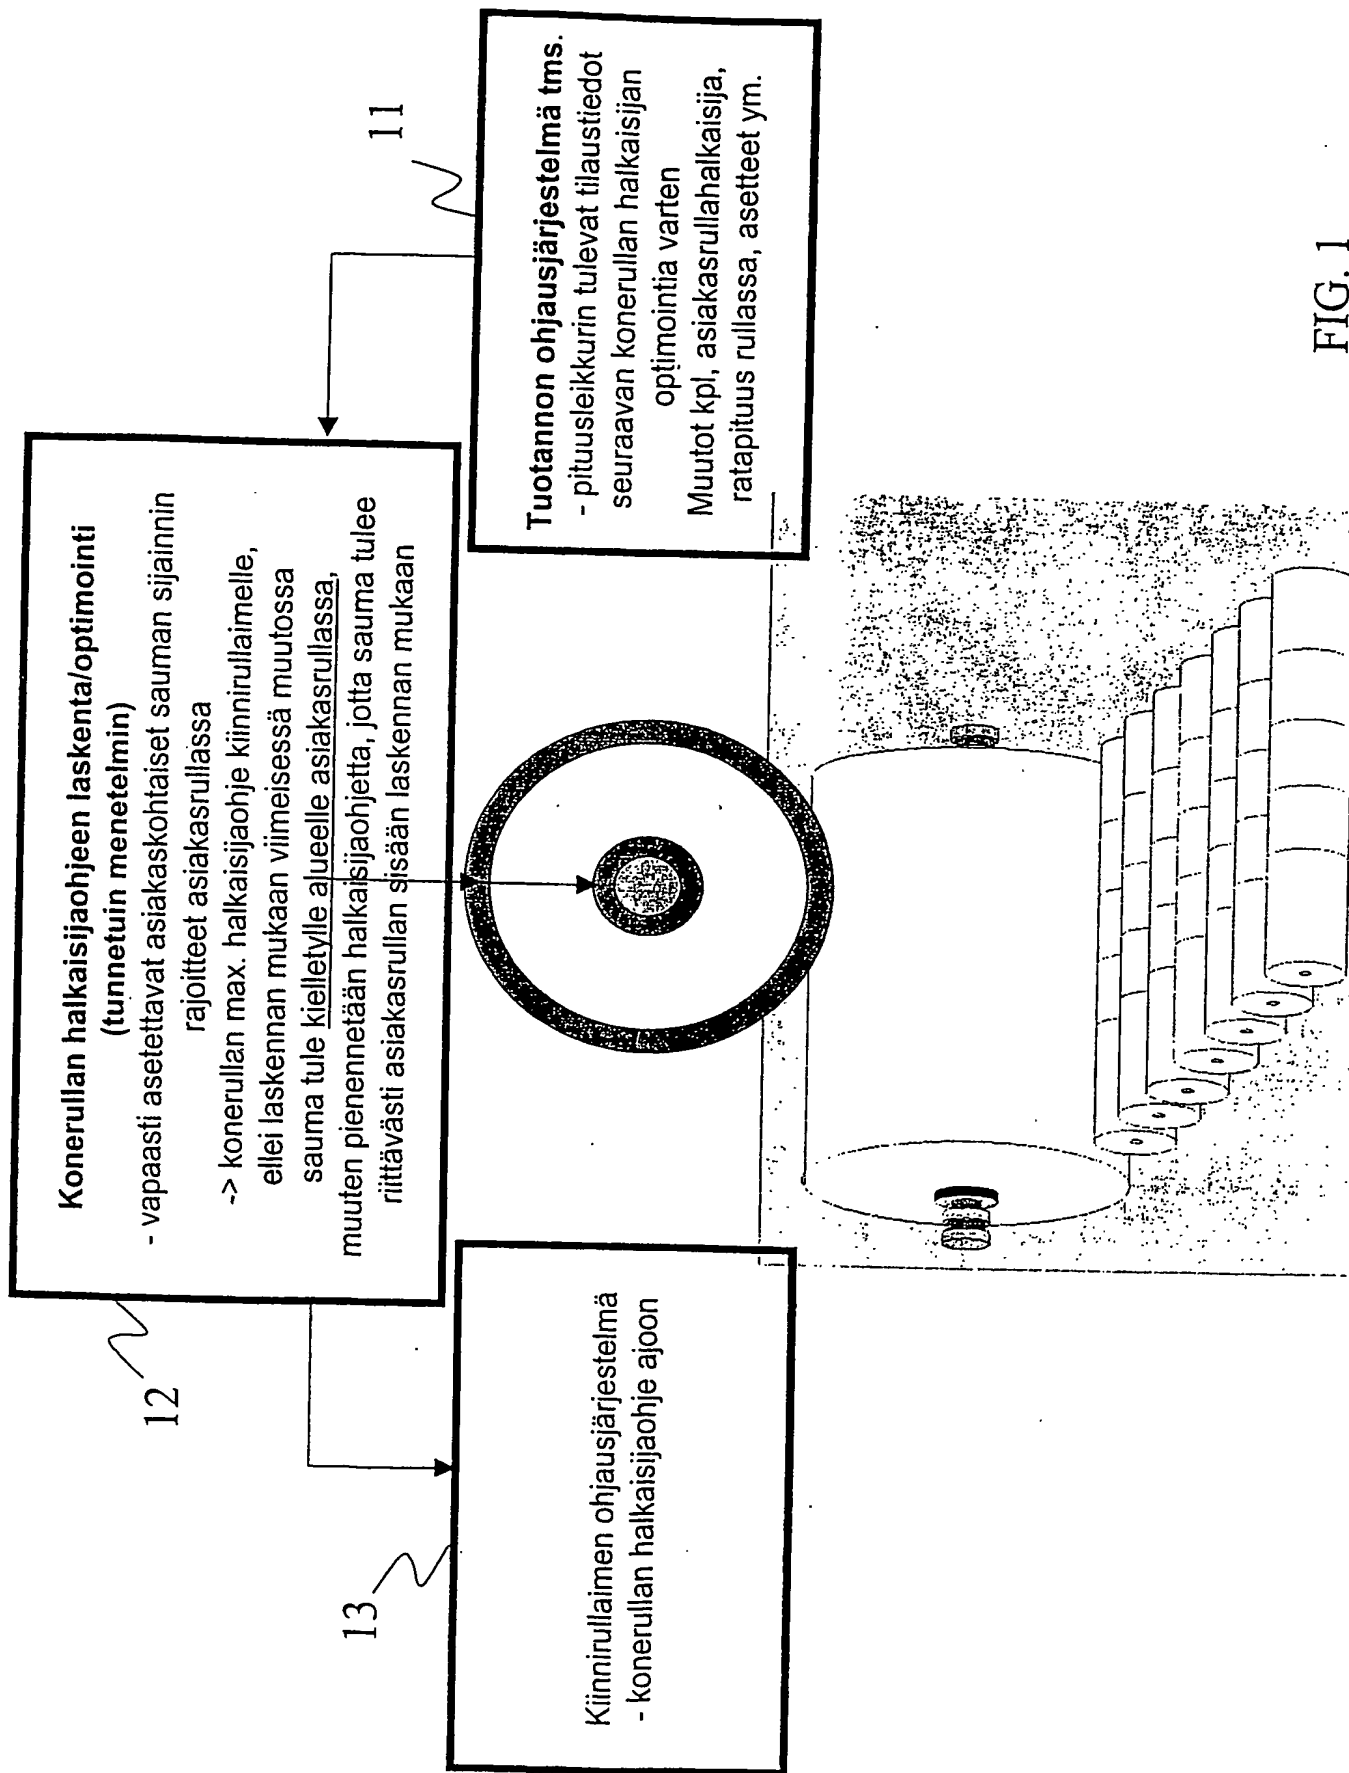 Konerullan halkaisijaohjeen laskenta/optimointi
(tunnetuin menetelmin)
- vapaasti asetettavat asiakaskohtaiset sauman sijainnin
rajoitteet asiakasrullassa
-> konerullan max. halkaisijaohje kiinnirullaimelle,
ellei laskennan mukaan viimeisessä muutossa
sauma tule kielletylle alueelle asiakasrullassa,
muuten pienennetään halkaisijaohjetta, jotta sauma tulee
riittävästi asiakasrullan sisään laskennan mukaan
12
Tuotannon ohjausjärjestelmä tms.
- pituusleikkurin tulevat tilaustiedot
seuraavan konerullan halkaisijan
optimointia varten
Muutot kpl, asiakasrullahalkaisija,
ratapituus rullassa, asetteet ym.
11
Kiinnirullaimen ohjausjärjestelmä
- konerullan halkaisijaohje ajoon
13
FIG. 1